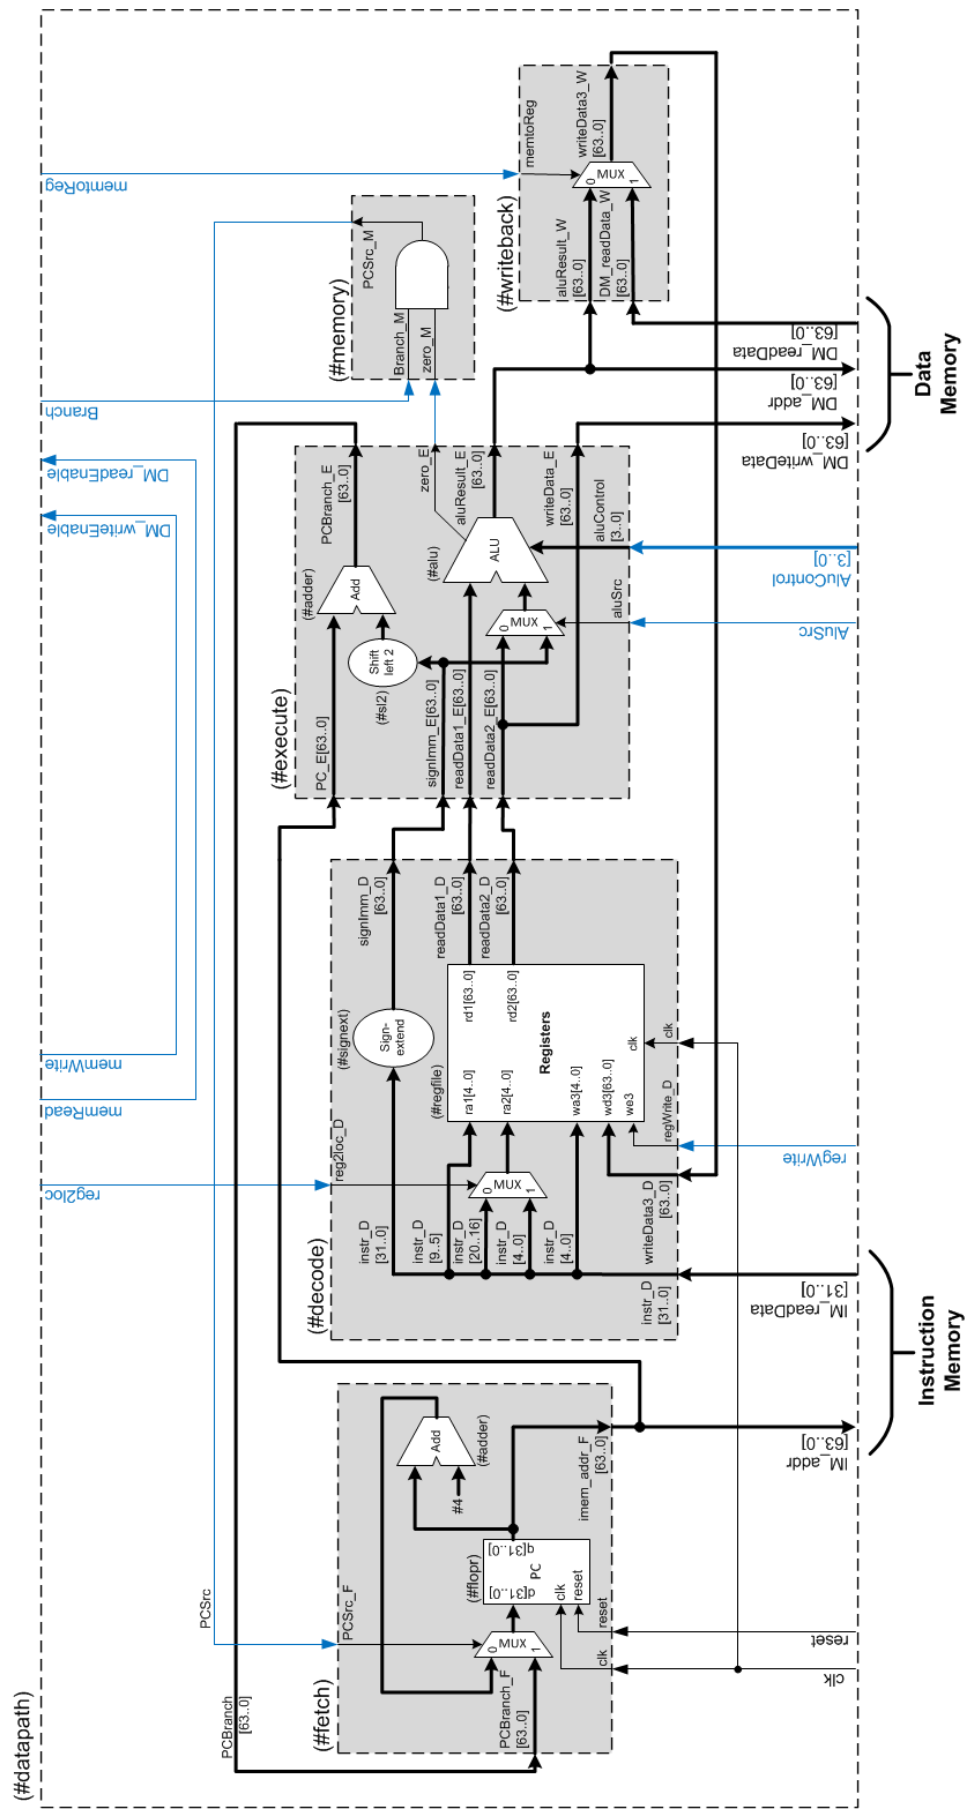 (#datapath)
PCBranch
[63..0]
PCSrc
(#fetch)
PCSrc_F
PCBranch_F
[63..0]
0
MUX
1
(#flopr)
d[31..0]
q[31..0]
PC
clk
reset
clk
reset
clk
reset
#4
Add
(#adder)
imem_addr_F
[63..0]
IM_addr
[63..0]
IM_readData
[31..0]
Instruction
Memory
(#decode)
reg2loc
reg2loc_D
instr_D
[31..0]
instr_D
[9..5]
instr_D
[20..16]
instr_D
[4..0]
instr_D
[4..0]
instr_D
[31..0]
writeData3_D
[63..0]
0
MUX
1
(#signext)
Sign-
extend
(#regfile)
ra1[4..0]
ra2[4..0]
wa3[4..0]
wd3[63..0]
we3
clk
Registers
rd1[63..0]
rd2[63..0]
regWrite_D
regWrite
clk
signImm_D
[63..0]
readData1_D
[63..0]
readData2_D
[63..0]
memRead
memWrite
DM_writeEnable
DM_readEnable
(#execute)
PC_E[63..0]
signImm_E[63..0]
readData1_E[63..0]
readData2_E[63..0]
(#sl2)
Shift
left 2
(#adder)
Add
0
MUX
1
(#alu)
ALU
aluSrc
AluSrc
aluControl
[3..0]
AluControl
[3..0]
PCBranch_E
[63..0]
zero_E
aluResult_E
[63..0]
writeData_E
[63..0]
Branch
(#memory)
Branch_M
zero_M
PCSrc_M
DM_writeData
[63..0]
DM_addr
[63..0]
DM_readData
[63..0]
Data
Memory
memtoReg
(#writeback)
memtoReg
aluResult_W
[63..0]
DM_readData_W
[63..0]
0
MUX
1
writeData3_W
[63..0]